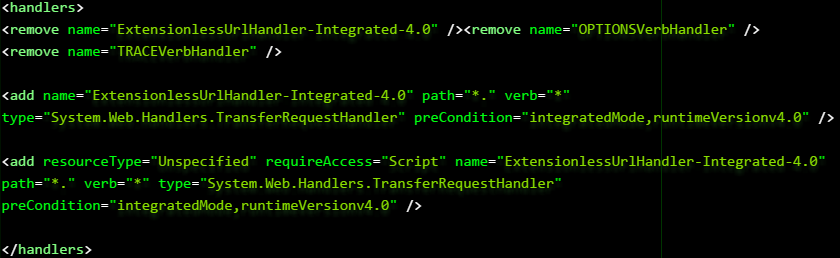 <handlers>
<remove name="ExtensionlessUrlHandler-Integrated-4.0" /><remove name="OPTIONSVerbHandler" />
<remove name="TRACEVerbHandler" />
<add name="ExtensionlessUrlHandler-Integrated-4.0" path="*." verb="*"
type="System.Web.Handlers.TransferRequestHandler" preCondition="integratedMode,runtimeVersionv4.0" />
<add resourceType="Unspecified" requireAccess="Script" name="ExtensionlessUrlHandler-Integrated-4.0"
path="*." verb="*" type="System.Web.Handlers.TransferRequestHandler"
preCondition="integratedMode,runtimeVersionv4.0" />
</handlers>